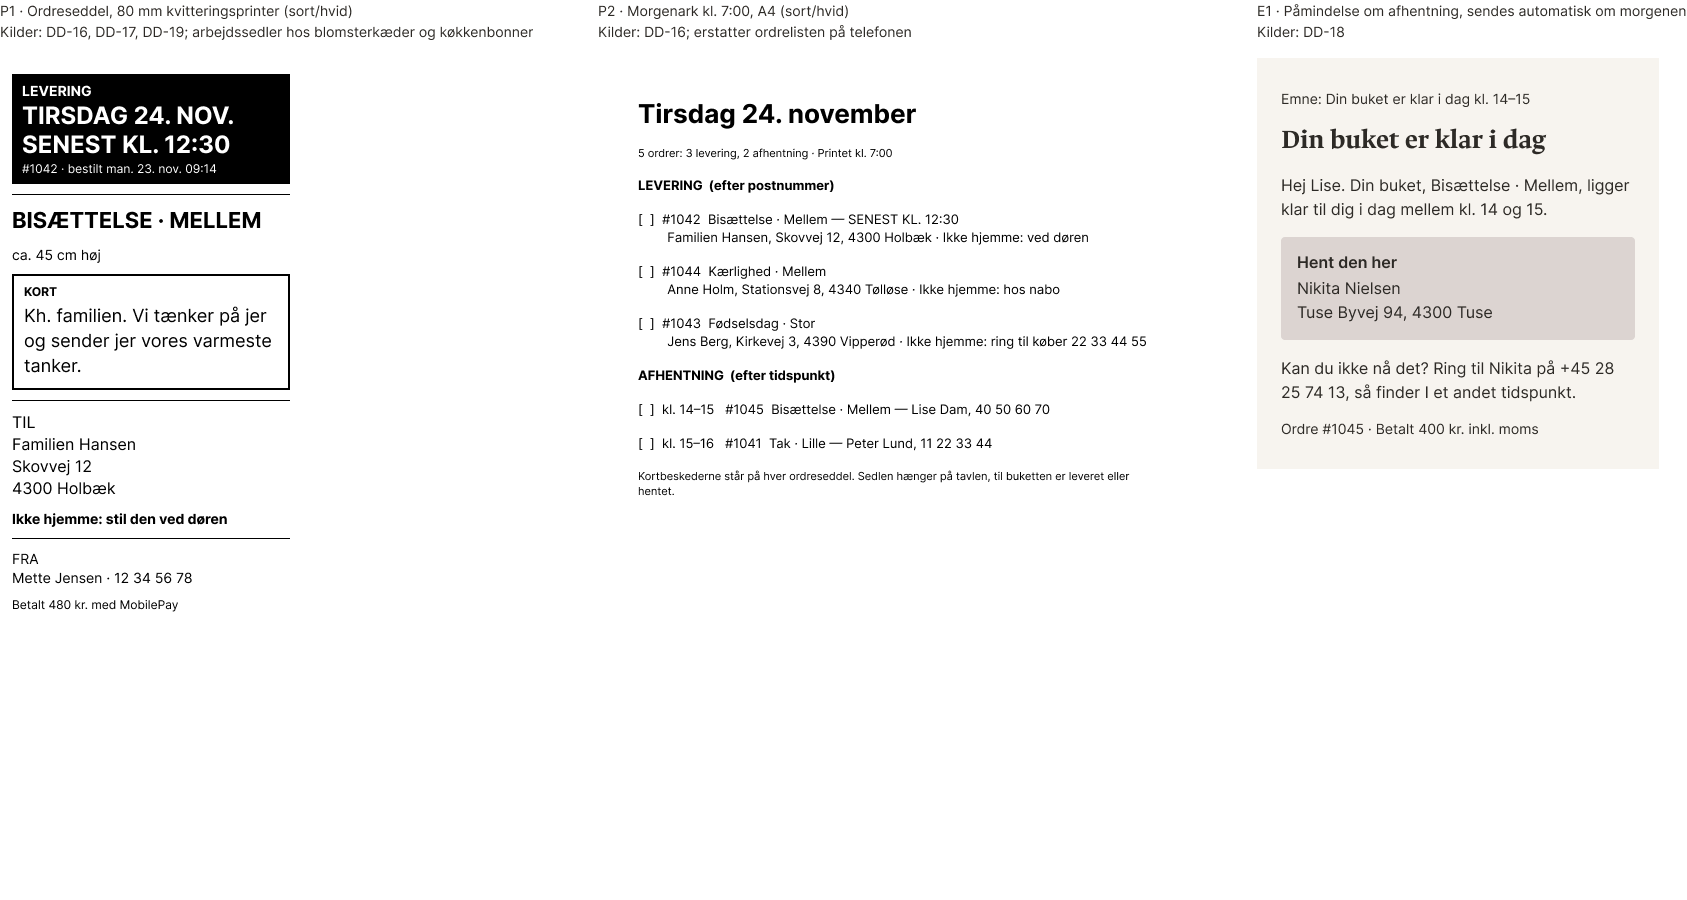 P1 · Ordreseddel, 80 mm kvitteringsprinter (sort/hvid)
Kilder: DD-16, DD-17, DD-19; arbejdssedler hos blomsterkæder og køkkenbonner
LEVERING
TIRSDAG 24. NOV.
SENEST KL. 12:30
#1042 · bestilt man. 23. nov. 09:14
BISÆTTELSE · MELLEM
ca. 45 cm høj
KORT
Kh. familien. Vi tænker på jer
og sender jer vores varmeste
tanker.
TIL
Familien Hansen
Skovvej 12
4300 Holbæk
Ikke hjemme: stil den ved døren
FRA
Mette Jensen · 12 34 56 78
Betalt 480 kr. med MobilePay
P2 · Morgenark kl. 7:00, A4 (sort/hvid)
Kilder: DD-16; erstatter ordrelisten på telefonen
Tirsdag 24. november
5 ordrer: 3 levering, 2 afhentning · Printet kl. 7:00
LEVERING (efter postnummer)
[ ] #1042 Bisættelse · Mellem — SENEST KL. 12:30
Familien Hansen, Skovvej 12, 4300 Holbæk · Ikke hjemme: ved døren
[ ] #1044 Kærlighed · Mellem
Anne Holm, Stationsvej 8, 4340 Tølløse · Ikke hjemme: hos nabo
[ ] #1043 Fødselsdag · Stor
Jens Berg, Kirkevej 3, 4390 Vipperød · Ikke hjemme: ring til køber 22 33 44 55
AFHENTNING (efter tidspunkt)
[ ] kl. 14–15 #1045 Bisættelse · Mellem — Lise Dam, 40 50 60 70
[ ] kl. 15–16 #1041 Tak · Lille — Peter Lund, 11 22 33 44
Kortbeskederne står på hver ordreseddel. Sedlen hænger på tavlen, til buketten er leveret eller
hentet.
E1 · Påmindelse om afhentning, sendes automatisk om morgenen
Kilder: DD-18
Emne: Din buket er klar i dag kl. 14–15
Din buket er klar i dag
Hej Lise. Din buket, Bisættelse · Mellem, ligger
klar til dig i dag mellem kl. 14 og 15.
Hent den her
Nikita Nielsen
Tuse Byvej 94, 4300 Tuse
Kan du ikke nå det? Ring til Nikita på +45 28
25 74 13, så finder I et andet tidspunkt.
Ordre #1045 · Betalt 400 kr. inkl. moms